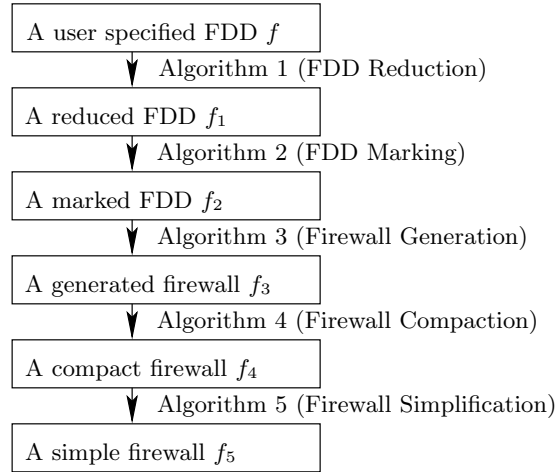 A user specified FDD f
Algorithm 1 (FDD Reduction)
A reduced FDD f₁
Algorithm 2 (FDD Marking)
A marked FDD f₂
Algorithm 3 (Firewall Generation)
A generated firewall f₃
Algorithm 4 (Firewall Compaction)
A compact firewall f₄
Algorithm 5 (Firewall Simplification)
A simple firewall f₅